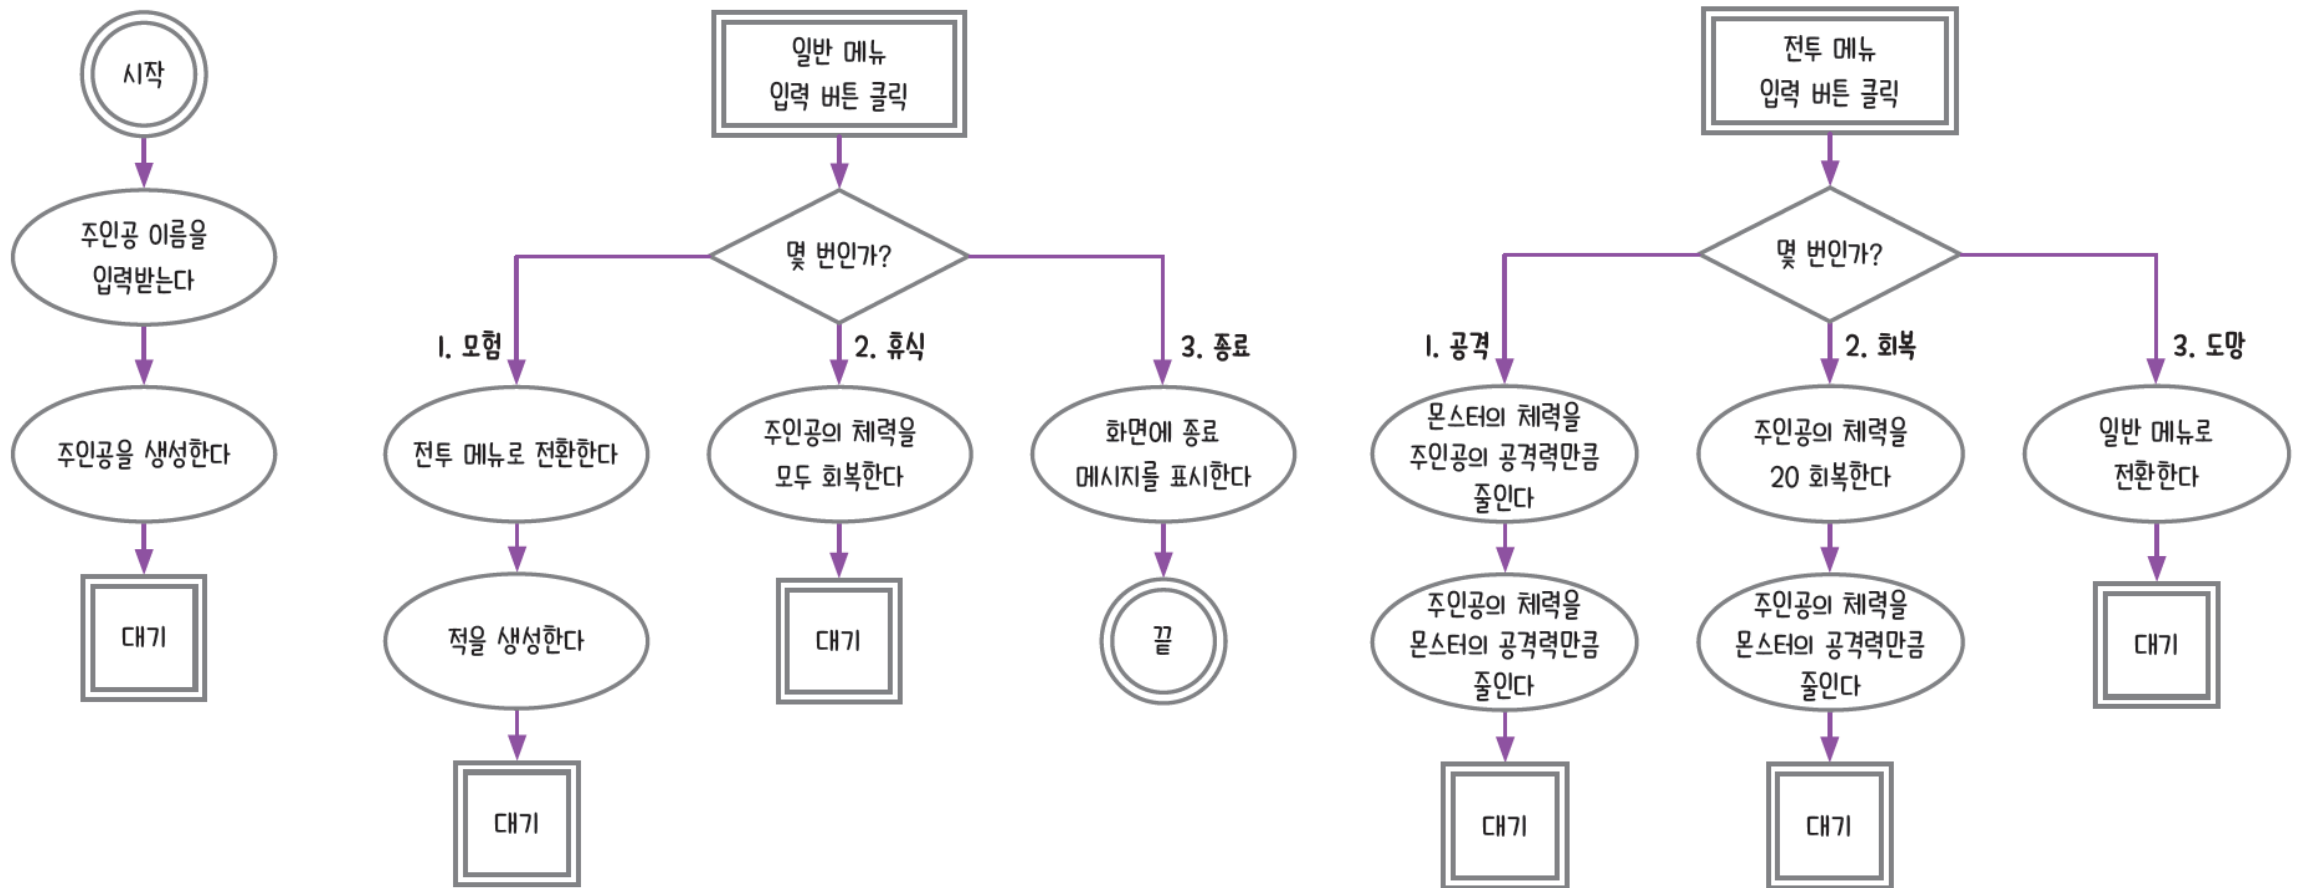 시작
주인공 이름을
입력받는다
주인공을 생성한다
대기
일반 메뉴
입력 버튼 클릭
몇 번인가?
1. 모험
전투 메뉴로 전환한다
적을 생성한다
대기
2. 휴식
주인공의 체력을
모두 회복한다
대기
3. 종료
화면에 종료
메시지를 표시한다
끝
전투 메뉴
입력 버튼 클릭
몇 번인가?
1. 공격
몬스터의 체력을
주인공의 공격력만큼
줄인다
주인공의 체력을
몬스터의 공격력만큼
줄인다
대기
2. 회복
주인공의 체력을
20 회복한다
주인공의 체력을
몬스터의 공격력만큼
줄인다
대기
3. 도망
일반 메뉴로
전환한다
대기